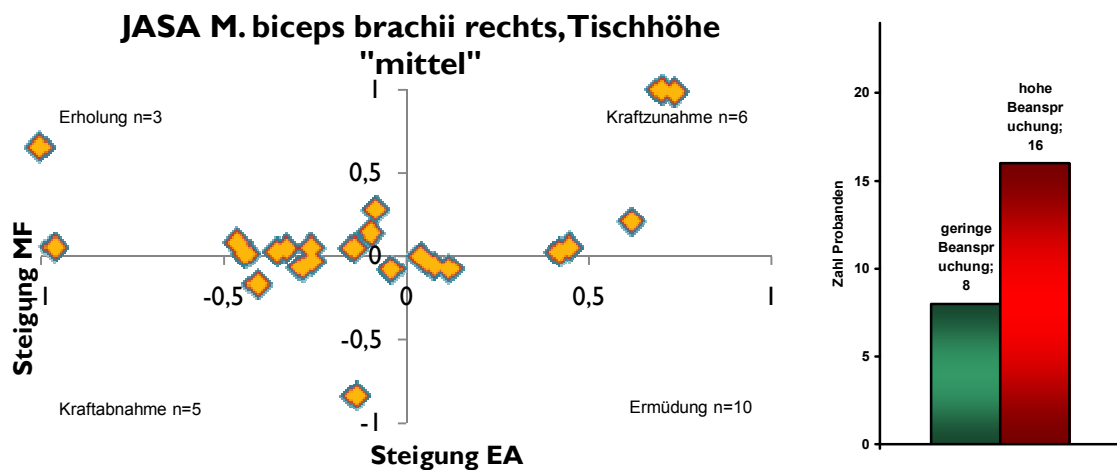 JASA M. biceps brachii rechts, Tischhöhe
"mittel"
Erholung n=3
Kraftzunahme n=6
Kraftabnahme n=5
Ermüdung n=10
1
0,5
0
-0,5
-1
-1
-0,5
0
0,5
1
Steigung MF
Steigung EA
Zahl Probanden
20
15
10
5
0
geringe
Beanspr
uchung;
8
hohe
Beanspr
uchung;
16